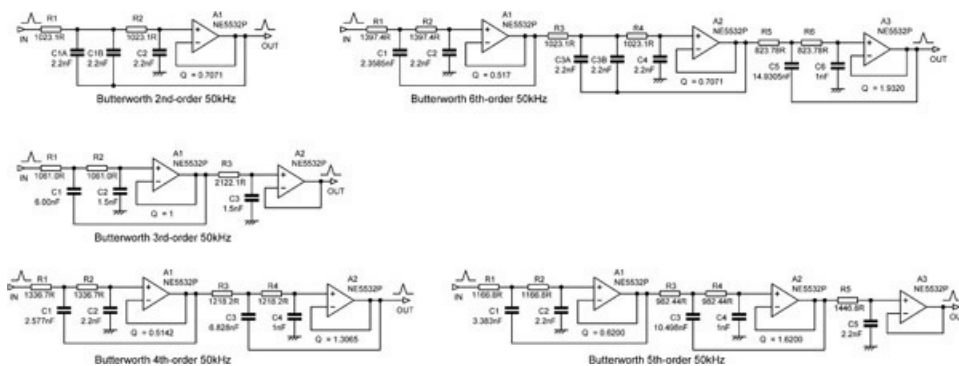 A1
R1 R2 NE5532P
IN 1023.1R 1023.1R
C1A C1B C2
2.2nF 2.2nF 2.2nF
OUT
Q = 0.7071
Butterworth 2nd-order 50kHz
A1 A2 A3
R1 R2 NE5532P R3 R4 NE5532P R5 R6 NE5532P
IN 1397.4R 1397.4R 1023.1R 1023.1R 823.78R 823.78R
C1 C2 C3A C3B C4 C5 C6
2.3585nF 2.2nF 2.2nF 2.2nF 2.2nF 14.9305nF 1nF
OUT
Q = 0.517 Q = 0.7071 Q = 1.9320
Butterworth 6th-order 50kHz
A1 A2
R1 R2 NE5532P R3 NE5532P
IN 1061.0R 1061.0R 2122.1R
C1 C2 C3
6.00nF 1.5nF 1.5nF
OUT
Q = 1
Butterworth 3rd-order 50kHz
A1 A2
R1 R2 NE5532P R3 R4 NE5532P
IN 1336.7R 1336.7R 1218.2R 1218.2R
C1 C2 C3 C4
2.577nF 2.2nF 6.828nF 1nF
OUT
Q = 0.5142 Q = 1.3065
Butterworth 4th-order 50kHz
A1 A2 A3
R1 R2 NE5532P R3 R4 NE5532P R5 NE5532P
IN 1166.8R 1166.8R 982.44R 982.44R 1440.8R
C1 C2 C3 C4 C5
3.383nF 2.2nF 10.498nF 1nF 2.2nF
OUT
Q = 0.6200 Q = 1.6200
Butterworth 5th-order 50kHz